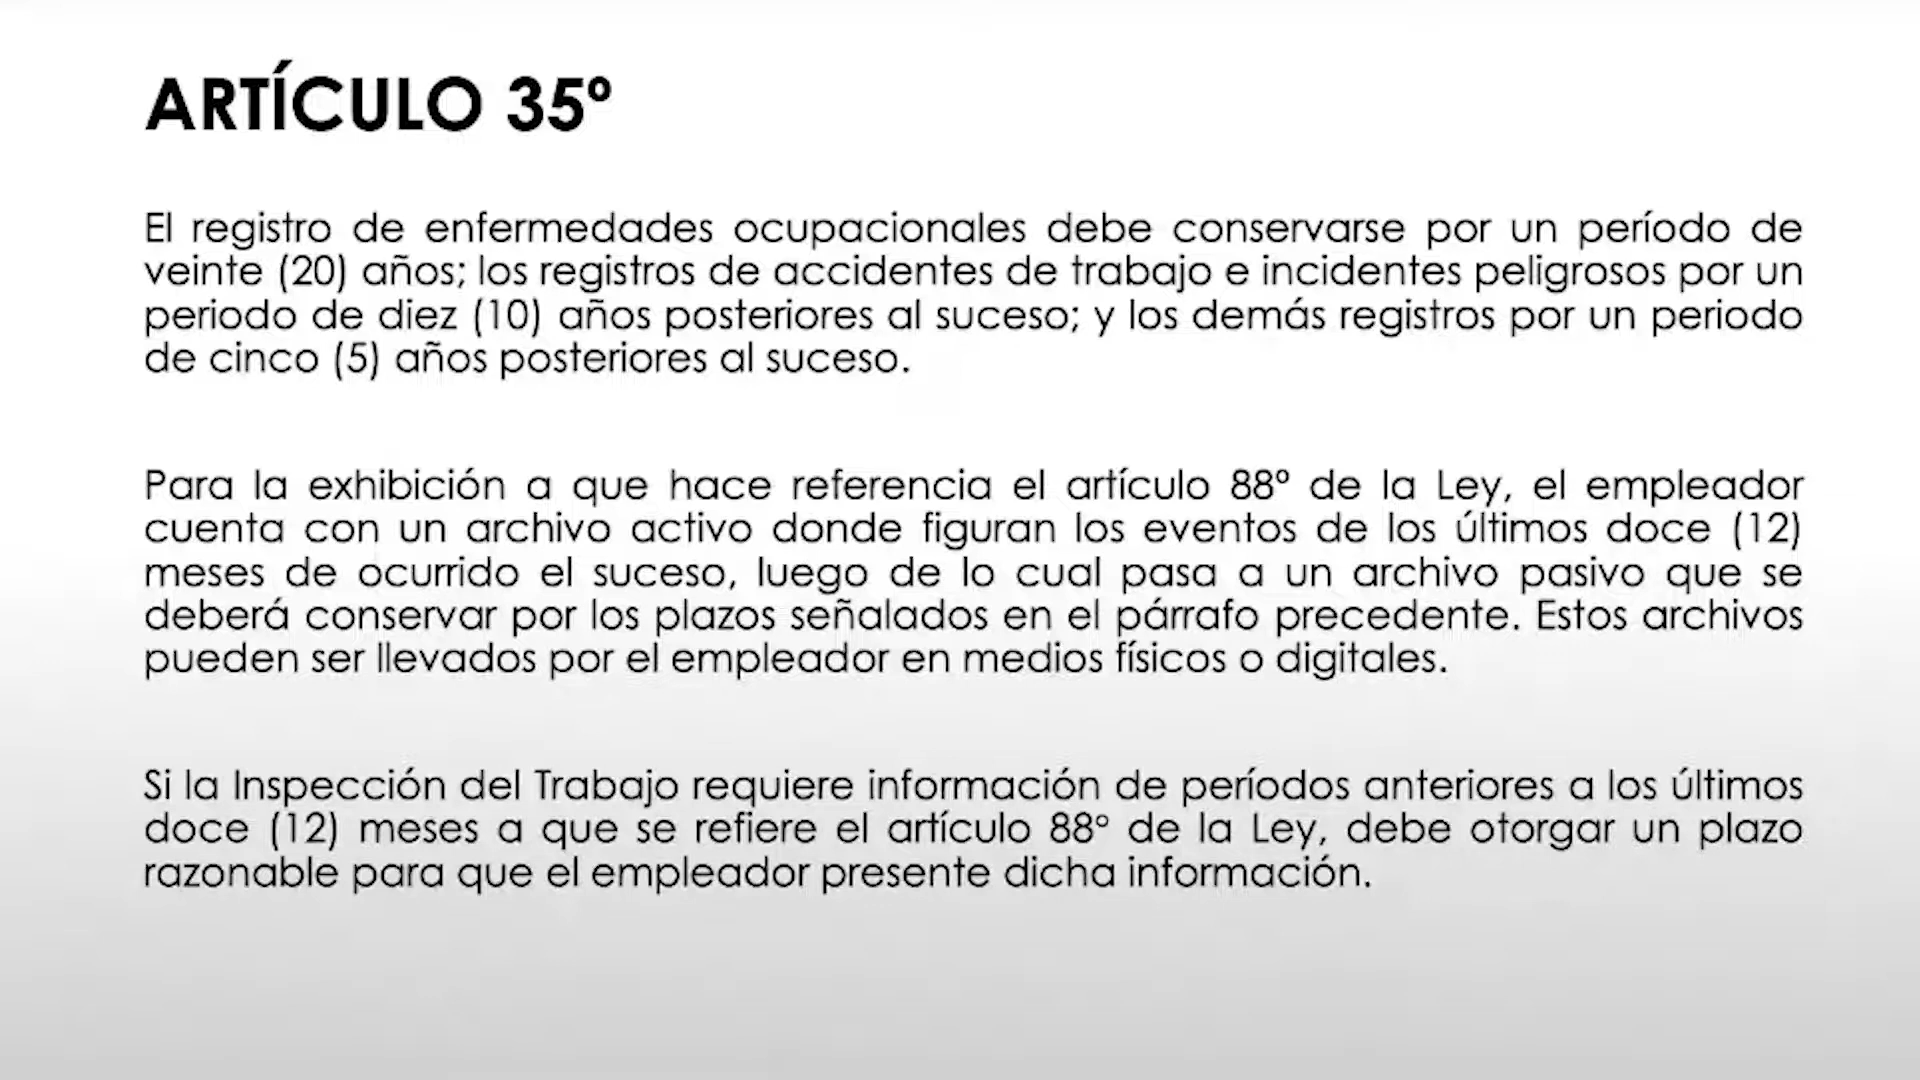 ARTÍCULO 35º
El registro de enfermedades ocupacionales debe conservarse por un período de
veinte (20) años; los registros de accidentes de trabajo e incidentes peligrosos por un
periodo de diez (10) años posteriores al suceso; y los demás registros por un periodo
de cinco (5) años posteriores al suceso.
Para la exhibición a que hace referencia el artículo 88º de la Ley, el empleador
cuenta con un archivo activo donde figuran los eventos de los últimos doce (12)
meses de ocurrido el suceso, luego de lo cual pasa a un archivo pasivo que se
deberá conservar por los plazos señalados en el párrafo precedente. Estos archivos
pueden ser llevados por el empleador en medios físicos o digitales.
Si la Inspección del Trabajo requiere información de períodos anteriores a los últimos
doce (12) meses a que se refiere el artículo 88º de la Ley, debe otorgar un plazo
razonable para que el empleador presente dicha información.